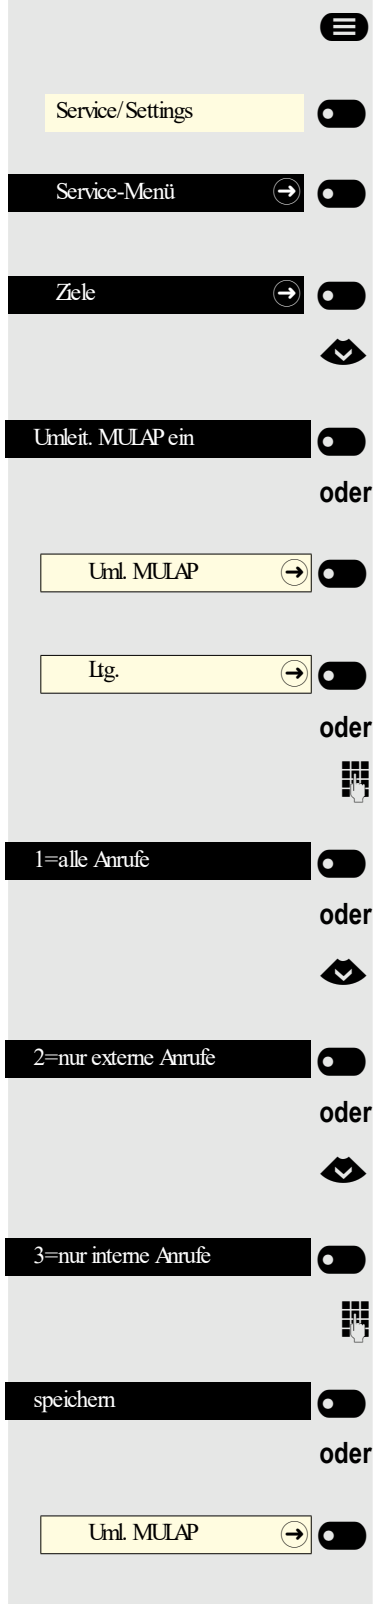 Service/Settings
Service-Menü
Ziele
Umleit. MULAP ein
oder
Uml. MULAP
Ltg.
oder
1=alle Anrufe
oder
2=nur externe Anrufe
oder
3=nur interne Anrufe
speichern
oder
Uml. MULAP